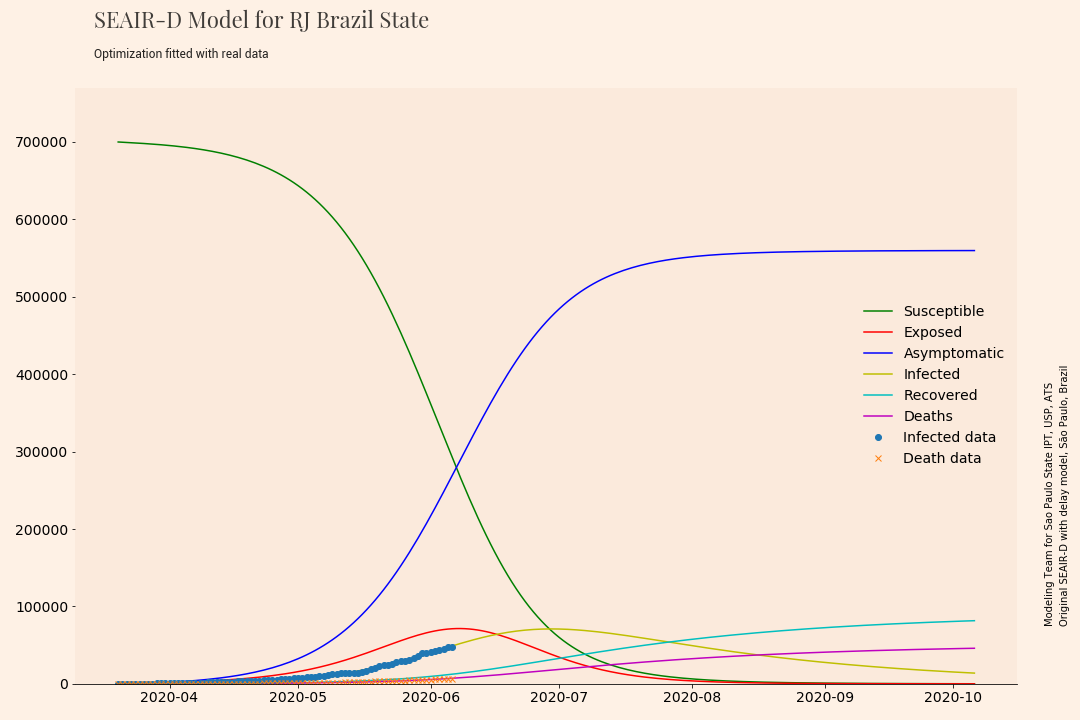 SEAIR-D Model for RJ Brazil State
Optimization fitted with real data
700000
600000
500000
400000
300000
200000
100000
0
2020-04
2020-05
2020-06
2020-07
2020-08
2020-09
2020-10
Susceptible
Exposed
Asymptomatic
Infected
Recovered
Deaths
Infected data
Death data
Modeling Team for Sao Paulo State IPT, USP, ATS
Original SEAIR-D with delay model, São Paulo, Brazil